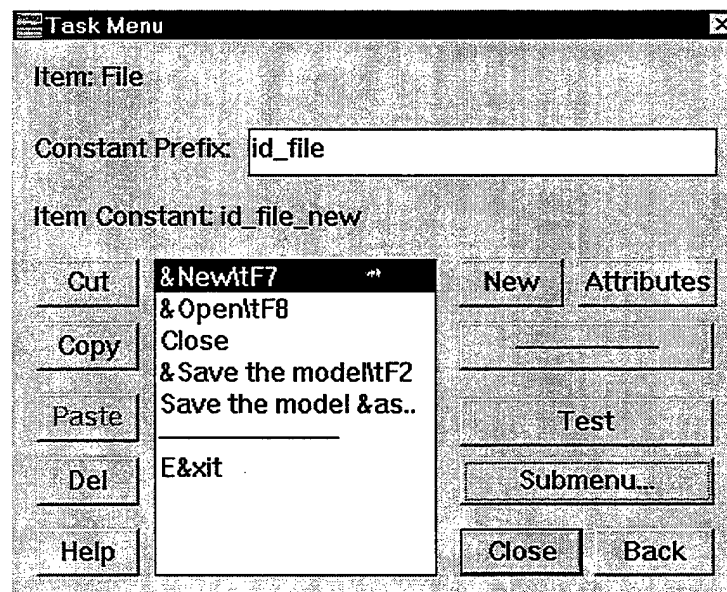 Task Menu
Item: File
Constant Prefix: id_file
Item Constant: id_file_new
Cut
&New\tF7
New
Attributes
&Open\tF8
Copy
Close
&Save the model\tF2
Paste
Save the model &as..
Test
Del
E&xit
Submenu...
Help
Close
Back